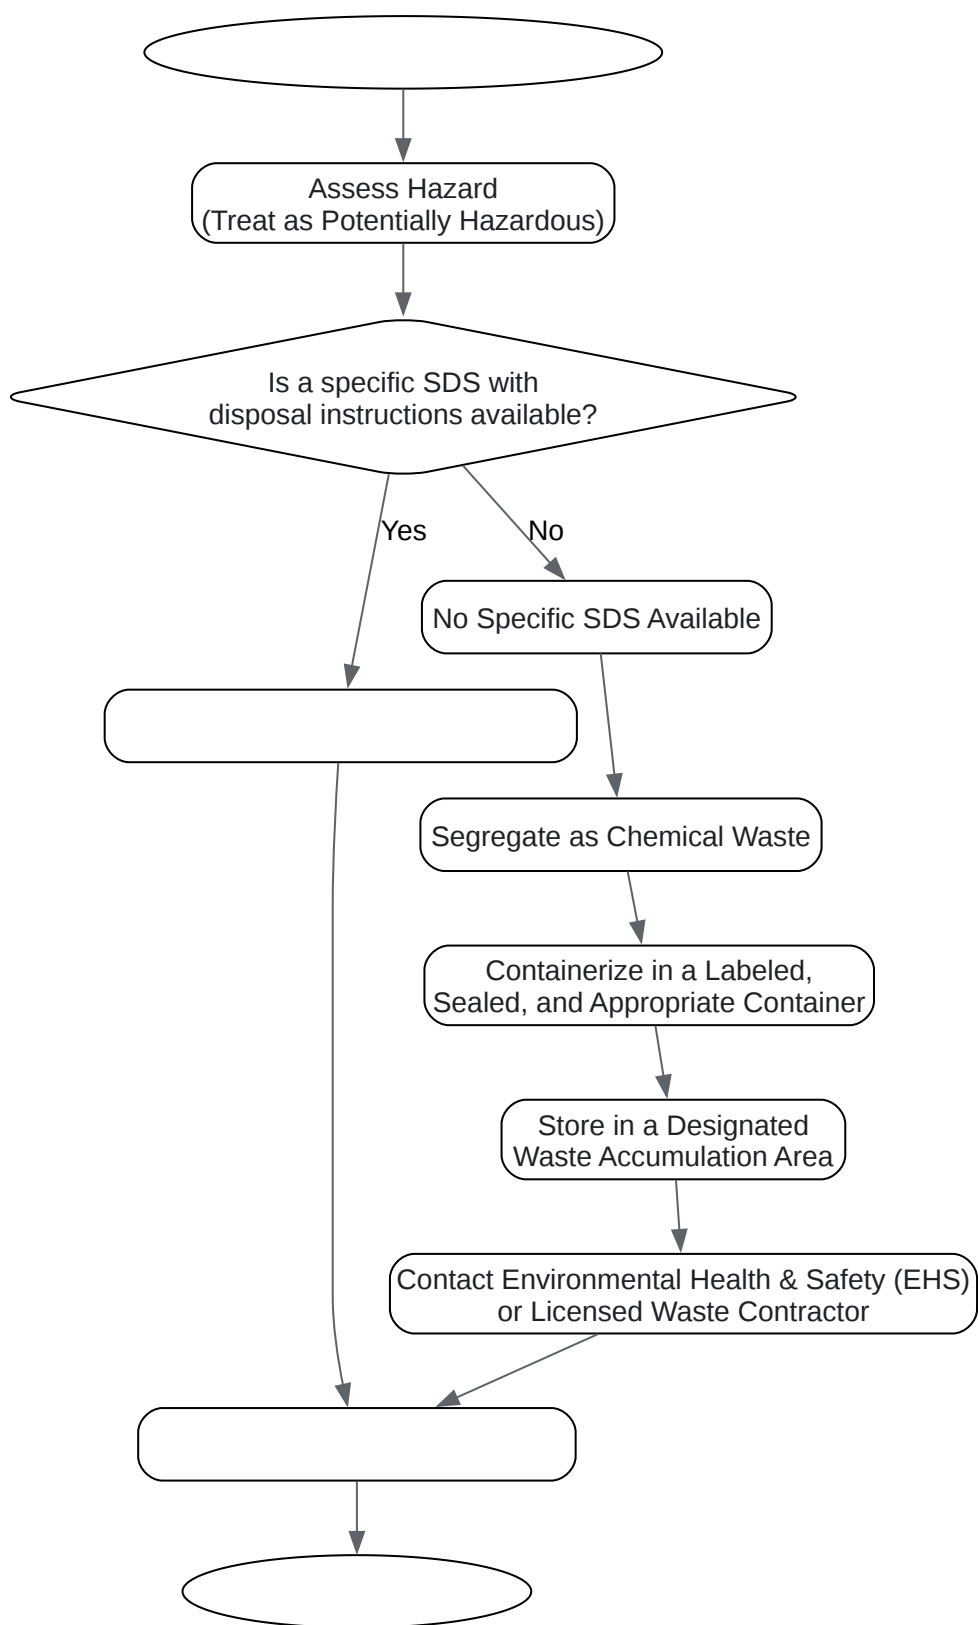 Assess Hazard
(Treat as Potentially Hazardous)
Is a specific SDS with
disposal instructions available?
Yes
No
No Specific SDS Available
Segregate as Chemical Waste
Containerize in a Labeled,
Sealed, and Appropriate Container
Store in a Designated
Waste Accumulation Area
Contact Environmental Health & Safety (EHS)
or Licensed Waste Contractor